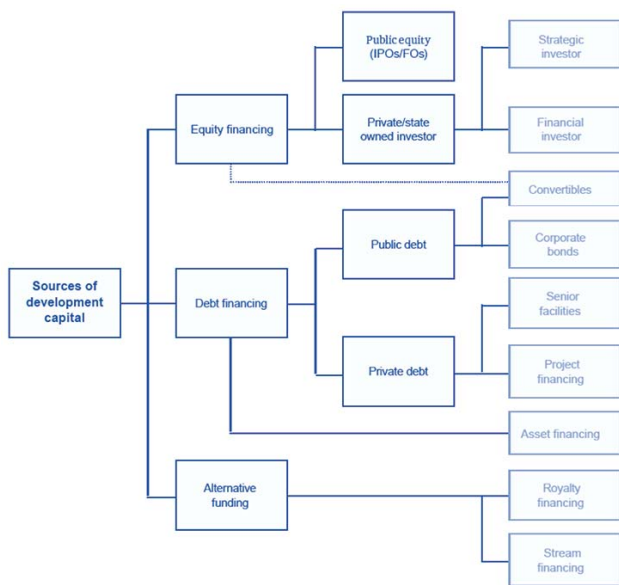 Public equity
(IPOs/FOs)
Strategic
investor
Equity financing
Private/state
owned investor
Financial
investor
Convertibles
Public debt
Corporate
bonds
Sources of
development
capital
Debt financing
Senior
facilities
Private debt
Project
financing
Asset financing
Alternative
funding
Royalty
financing
Stream
financing